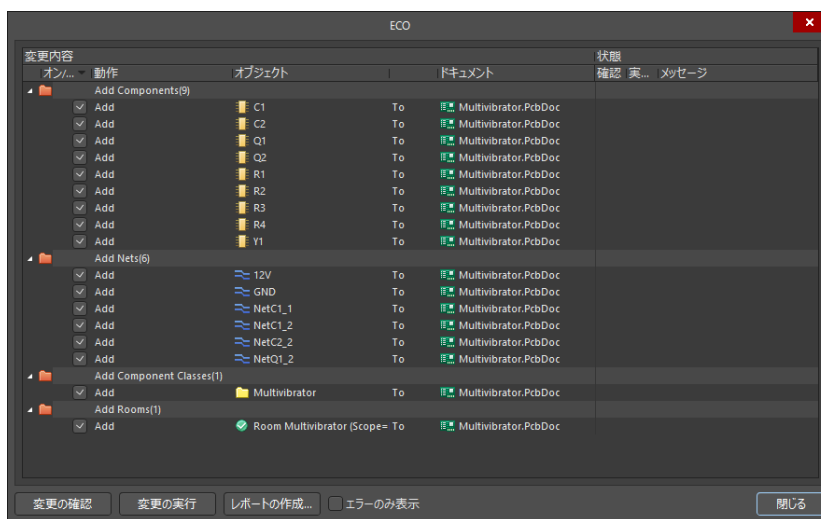 ECO
変更内容 状態
オン/... 動作 オブジェクト ドキュメント 確認 実... メッセージ
Add Components(9)
Add C1 To Multivibrator.PcbDoc
Add C2 To Multivibrator.PcbDoc
Add Q1 To Multivibrator.PcbDoc
Add Q2 To Multivibrator.PcbDoc
Add R1 To Multivibrator.PcbDoc
Add R2 To Multivibrator.PcbDoc
Add R3 To Multivibrator.PcbDoc
Add R4 To Multivibrator.PcbDoc
Add Y1 To Multivibrator.PcbDoc
Add Nets(6)
Add 12V To Multivibrator.PcbDoc
Add GND To Multivibrator.PcbDoc
Add NetC1_1 To Multivibrator.PcbDoc
Add NetC1_2 To Multivibrator.PcbDoc
Add NetC2_2 To Multivibrator.PcbDoc
Add NetQ1_2 To Multivibrator.PcbDoc
Add Component Classes(1)
Add Multivibrator To Multivibrator.PcbDoc
Add Rooms(1)
Add Room Multivibrator (Scope= To Multivibrator.PcbDoc
変更の確認 変更の実行 レポートの作成... エラーのみ表示 閉じる